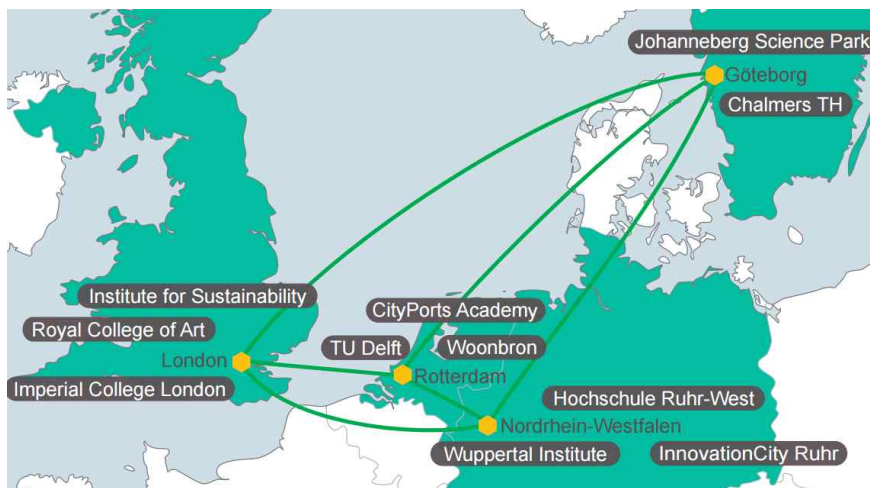 Johanneberg Science Park
Göteborg
Chalmers TH
Institute for Sustainability
CityPorts Academy
Royal College of Art
TU Delft
Woonbron
London
Rotterdam
Imperial College London
Hochschule Ruhr-West
Nordrhein-Westfalen
Wuppertal Institute
InnovationCity Ruhr